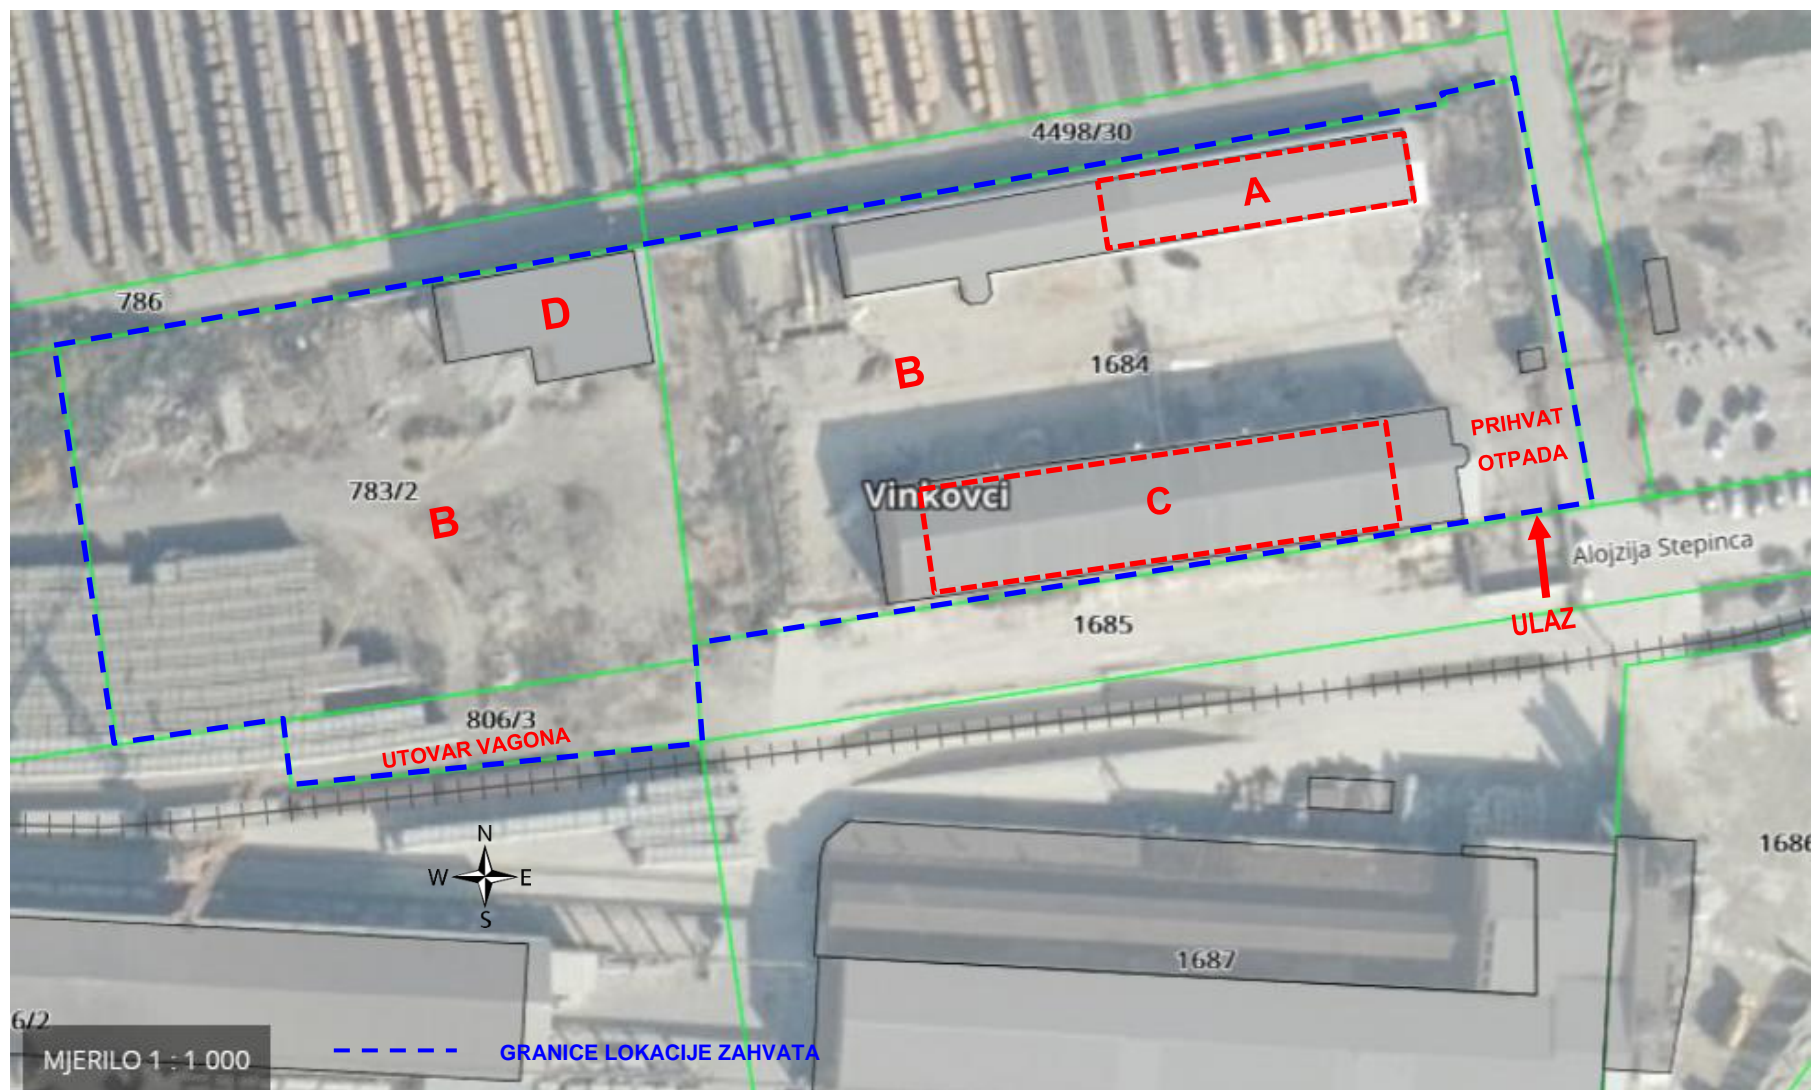 4498/30
A
786
D
B
1684
PRIHVAT
OTPADA
783/2
B
Vinkovci
C
Alojzija Stepinca
1685
ULAZ
806/3
UTOVAR VAGONA
N
W E
S
1686
1687
6/2
MJERILO 1 : 1 000
GRANICE LOKACIJE ZAHVATA